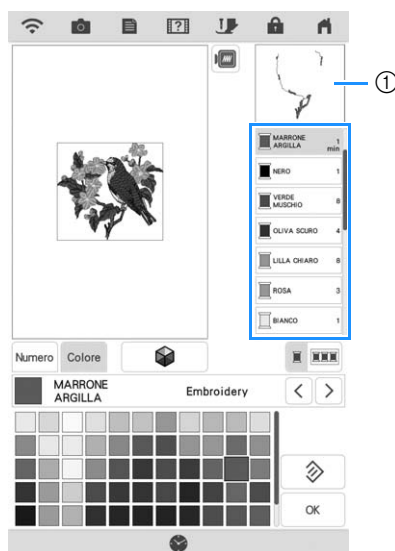 ①
MARRONE
ARGILLA
1
min
NERO 1
VERDE
MUSCHIO
8
OLIVA SCURO 4
LILLA CHIARO 8
ROSA 3
BIANCO 1
Numero Colore
MARRONE
ARGILLA
Embroidery
< >
OK